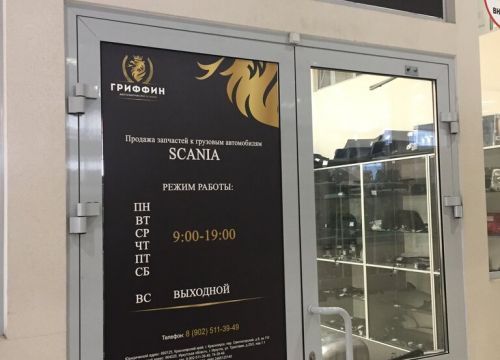 ГРИФФИН
Продажа запчастей к грузовым автомобилям
SCANIA
РЕЖИМ РАБОТЫ:
ПН
ВТ
СР 9:00-19:00
ЧТ
ПТ
СБ
ВС ВЫХОДНОЙ
Телефон: 8 (902) 511-39-49